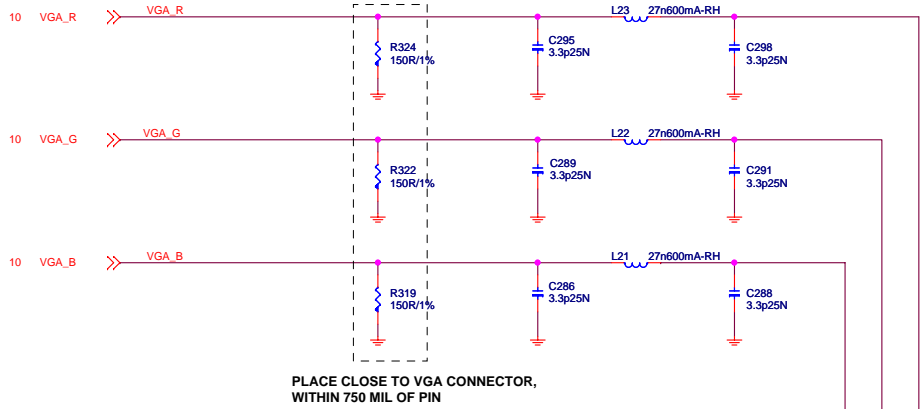 10 VGA_R VGA_R L23 27n600mA-RH
R324
150R/1%
C295
3.3p25N
C298
3.3p25N
10 VGA_G VGA_G L22 27n600mA-RH
R322
150R/1%
C289
3.3p25N
C291
3.3p25N
10 VGA_B VGA_B L21 27n600mA-RH
R319
150R/1%
C286
3.3p25N
C288
3.3p25N
PLACE CLOSE TO VGA CONNECTOR,
WITHIN 750 MIL OF PIN